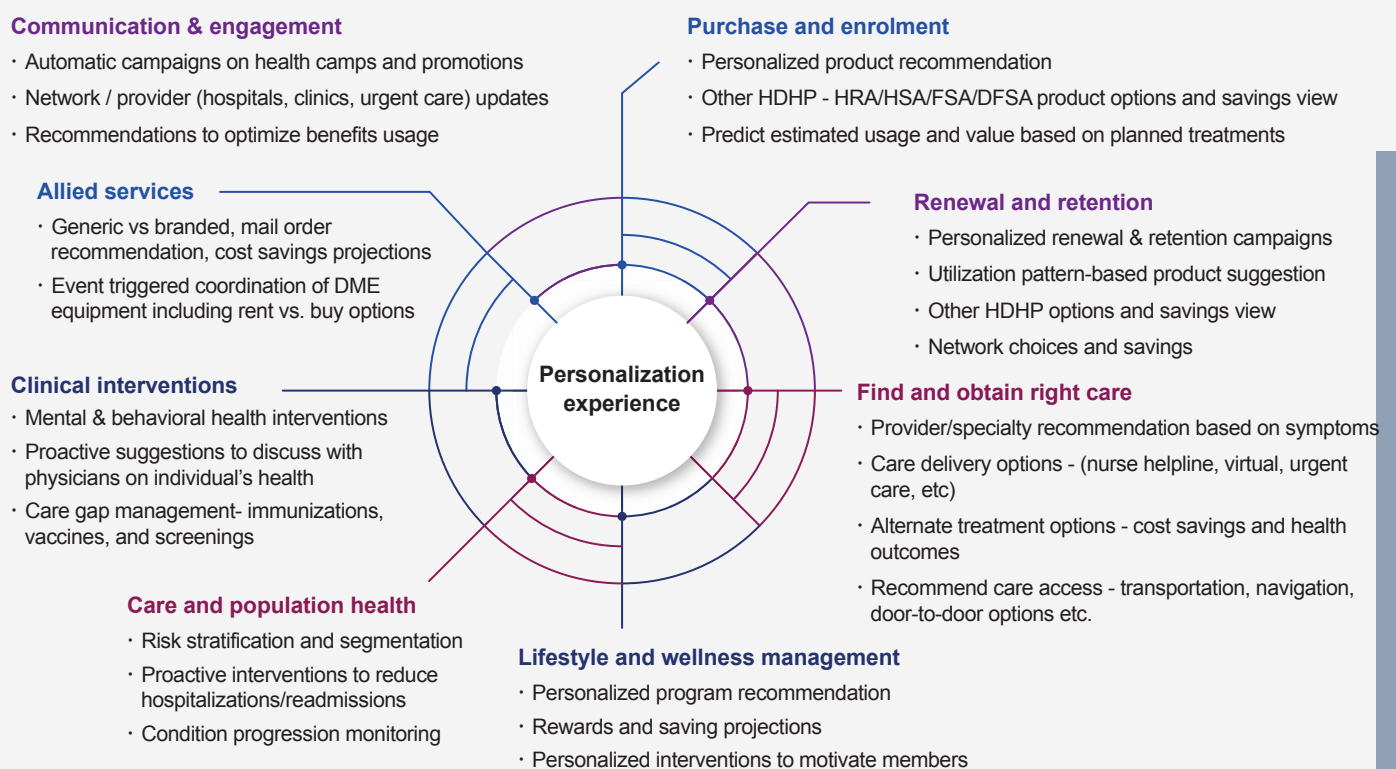 Communication & engagement
· Automatic campaigns on health camps and promotions
· Network / provider (hospitals, clinics, urgent care) updates
· Recommendations to optimize benefits usage
Purchase and enrolment
· Personalized product recommendation
· Other HDHP - HRA/HSA/FSA/DFSA product options and savings view
· Predict estimated usage and value based on planned treatments
Allied services
· Generic vs branded, mail order
recommendation, cost savings projections
· Event triggered coordination of DME
equipment including rent vs. buy options
Renewal and retention
· Personalized renewal & retention campaigns
· Utilization pattern-based product suggestion
· Other HDHP options and savings view
· Network choices and savings
Personalization
experience
Clinical interventions
· Mental & behavioral health interventions
· Proactive suggestions to discuss with
physicians on individual’s health
· Care gap management- immunizations,
vaccines, and screenings
Find and obtain right care
· Provider/specialty recommendation based on symptoms
· Care delivery options - (nurse helpline, virtual, urgent
care, etc)
· Alternate treatment options - cost savings and health
outcomes
· Recommend care access - transportation, navigation,
door-to-door options etc.
Care and population health
· Risk stratification and segmentation
· Proactive interventions to reduce
hospitalizations/readmissions
· Condition progression monitoring
Lifestyle and wellness management
· Personalized program recommendation
· Rewards and saving projections
· Personalized interventions to motivate members